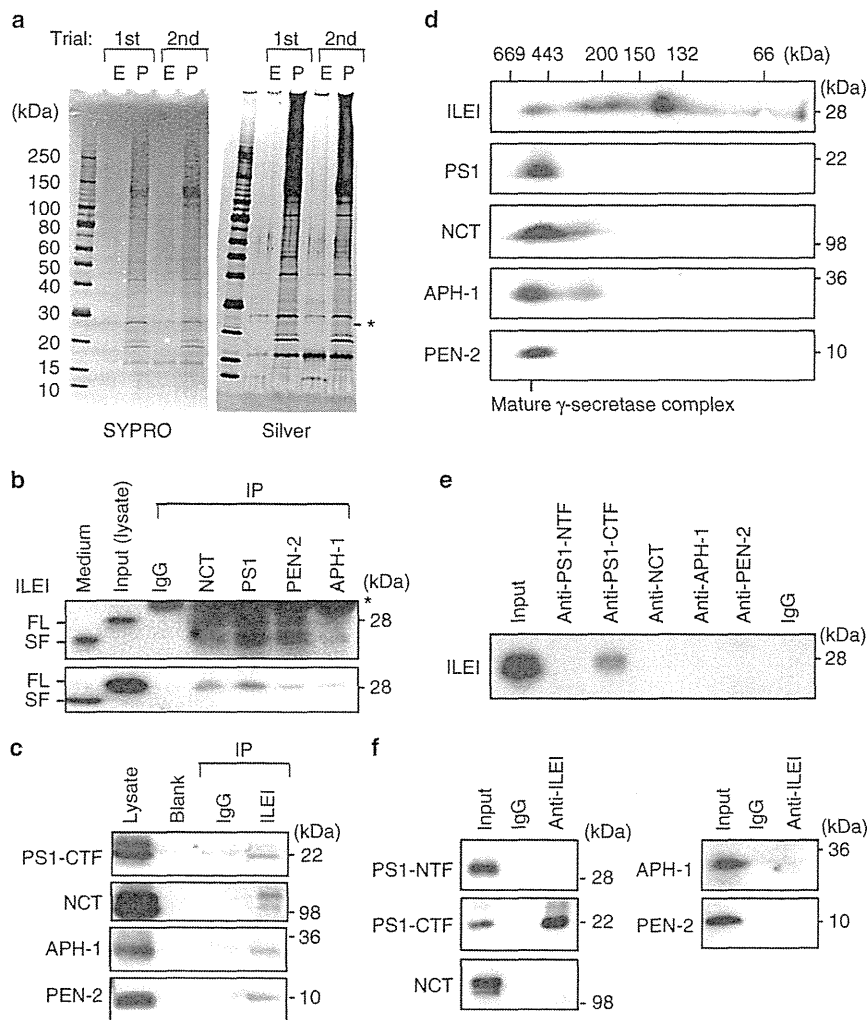 a
Trial: 1st 2nd 1st 2nd
E P E P E P E P
(kDa)
250
150
100
80
60
50
40
30
20
15
10
*
SYPRO Silver
b
IP
ILEI Medium Input (lysate) IgG NCT PS1 PEN-2 APH-1 (kDa)
*
FL 28
SF
FL 28
SF
c
IP
Lysate Blank IgG ILEI (kDa)
PS1-CTF 22
NCT 98
APH-1 36
PEN-2 10
d
669 443 200 150 132 66 (kDa)
(kDa)
ILEI 28
PS1 22
NCT 98
APH-1 36
PEN-2 10
Mature γ-secretase complex
e
Input Anti-PS1-NTF Anti-PS1-CTF Anti-NCT Anti-APH-1 Anti-PEN-2 IgG
(kDa)
ILEI 28
f
Input IgG Anti-ILEI (kDa)
PS1-NTF 28
PS1-CTF 22
NCT 98
Input IgG Anti-ILEI (kDa)
APH-1 36
PEN-2 10